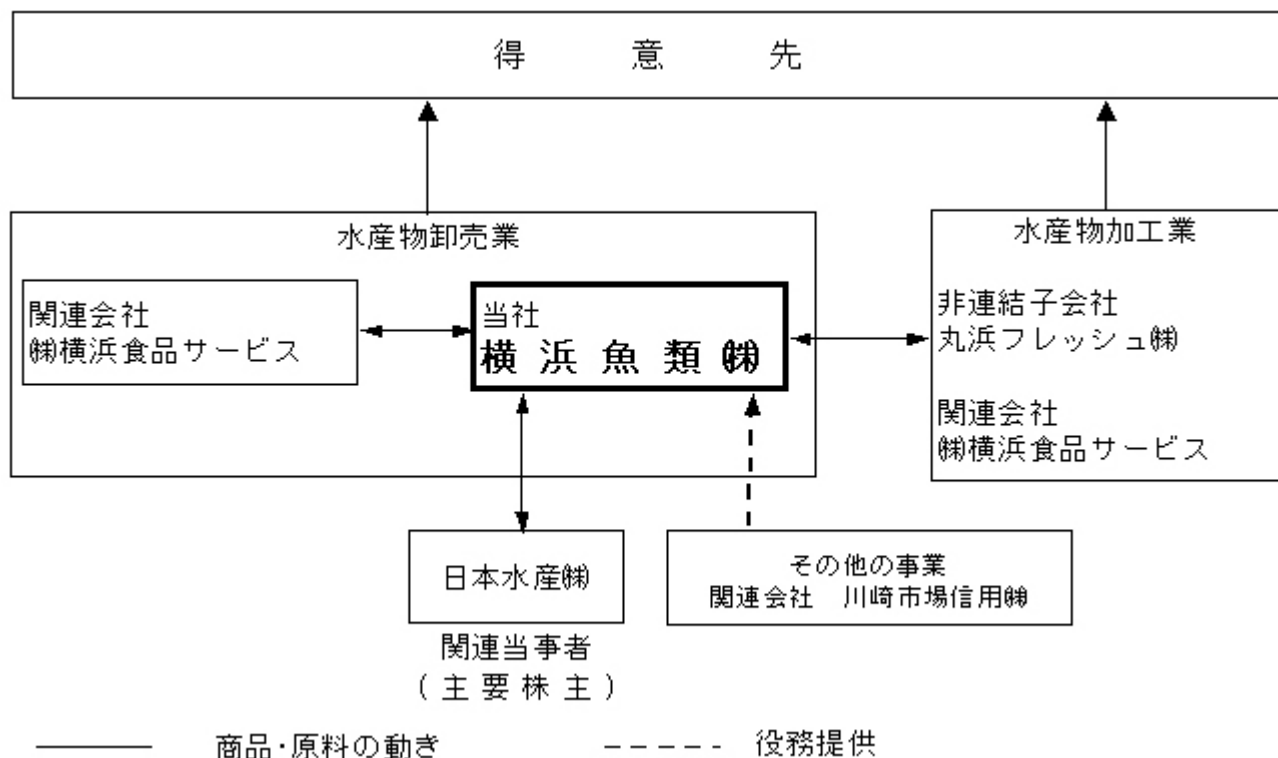 得 意 先
水産物卸売業
関連会社
㈱横浜食品サービス
当社
横 浜 魚 類 ㈱
水産物加工業
非連結子会社
丸浜フレッシュ㈱
関連会社
㈱横浜食品サービス
日本水産㈱
関連当事者
(主要株主)
その他の事業
関連会社 川崎市場信用㈱
商品・原料の動き
役務提供